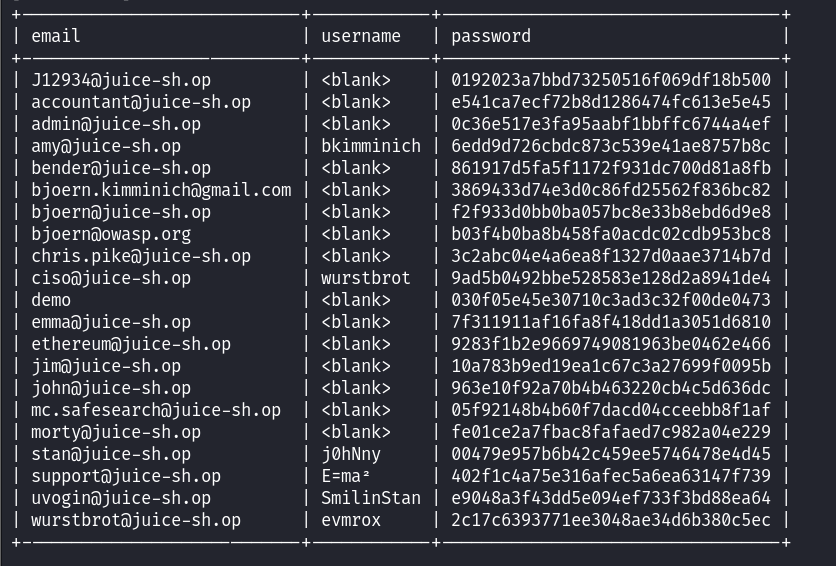 | email | username | password |
| J12934@juice-sh.op | <blank> | 0192023a7bbd73250516f069df18b500 |
| accountant@juice-sh.op | <blank> | e541ca7ecf72b8d1286474fc613e5e45 |
| admin@juice-sh.op | <blank> | 0c36e517e3fa95aabf1bbffc6744a4ef |
| amy@juice-sh.op | bkimminich | 6edd9d726cbdc873c539e41ae8757b8c |
| bender@juice-sh.op | <blank> | 861917d5fa5f1172f931dc700d81a8fb |
| bjoern.kimminich@gmail.com | <blank> | 3869433d74e3d0c86fd25562f836bc82 |
| bjoern@juice-sh.op | <blank> | f2f933d0bb0ba057bc8e33b8ebd6d9e8 |
| bjoern@owasp.org | <blank> | b03f4b0ba8b458fa0acdc02cdb953bc8 |
| chris.pike@juice-sh.op | <blank> | 3c2abc04e4a6ea8f1327d0aae3714b7d |
| ciso@juice-sh.op | wurstbrot | 9ad5b0492bbe528583e128d2a8941de4 |
| demo | <blank> | 030f05e45e30710c3ad3c32f00de0473 |
| emma@juice-sh.op | <blank> | 7f311911af16fa8f418dd1a3051d6810 |
| ethereum@juice-sh.op | <blank> | 9283f1b2e9669749081963be0462e466 |
| jim@juice-sh.op | <blank> | 10a783b9ed19ea1c67c3a27699f0095b |
| john@juice-sh.op | <blank> | 963e10f92a70b4b463220cb4c5d636dc |
| mc.safesearch@juice-sh.op | <blank> | 05f92148b4b60f7dacd04cceebb8f1af |
| morty@juice-sh.op | <blank> | fe01ce2a7fbac8fafaed7c982a04e229 |
| stan@juice-sh.op | j0hNny | 00479e957b6b42c459ee5746478e4d45 |
| support@juice-sh.op | E=ma² | 402f1c4a75e316afec5a6ea63147f739 |
| uvogin@juice-sh.op | SmilinStan | e9048a3f43dd5e094ef733f3bd88ea64 |
| wurstbrot@juice-sh.op | evmrox | 2c17c6393771ee3048ae34d6b380c5ec |